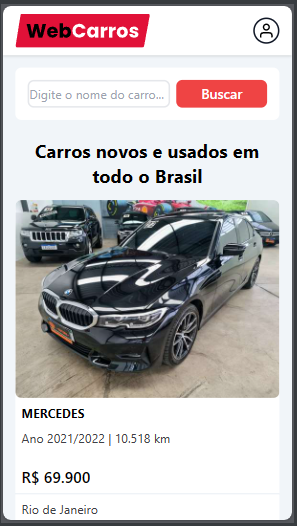 WebCarros
Digite o nome do carro...
Buscar
Carros novos e usados em
todo o Brasil
MERCEDES
Ano 2021/2022 | 10.518 km
R$ 69.900
Rio de Janeiro